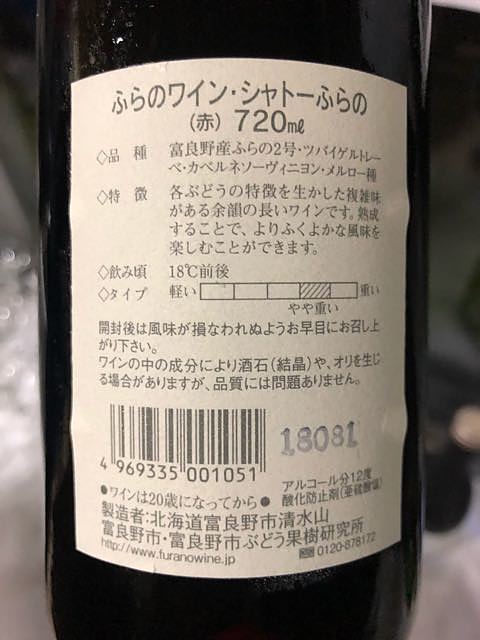 ふらのワイン・シャトーふらの
(赤) 720ml
◇品種 富良野産ふらの2号・ツバイゲルトレー
ベ・カベルネソーヴィニヨン・メルロー種
◇特徴 各ぶどうの特徴を生かした複雑味
がある余韻の長いワインです。熟成
することで、よりふくよかな風味を
楽しむことができます。
◇飲み頃 18℃前後
◇タイプ 軽い 重い
やや重い
開封後は風味が損なわれぬようお早目にお召し上
がり下さい。
ワインの中の成分により酒石(結晶)や、オリを生じ
る場合がありますが、品質には問題ありません。
18081
4 969335 001051
アルコール分12度
酸化防止剤(亜硫酸塩)
●ワインは20歳になってから●
製造者:北海道富良野市清水山
富良野市・富良野市ぶどう果樹研究所
http://www.furanowine.jp/ 0120-878172